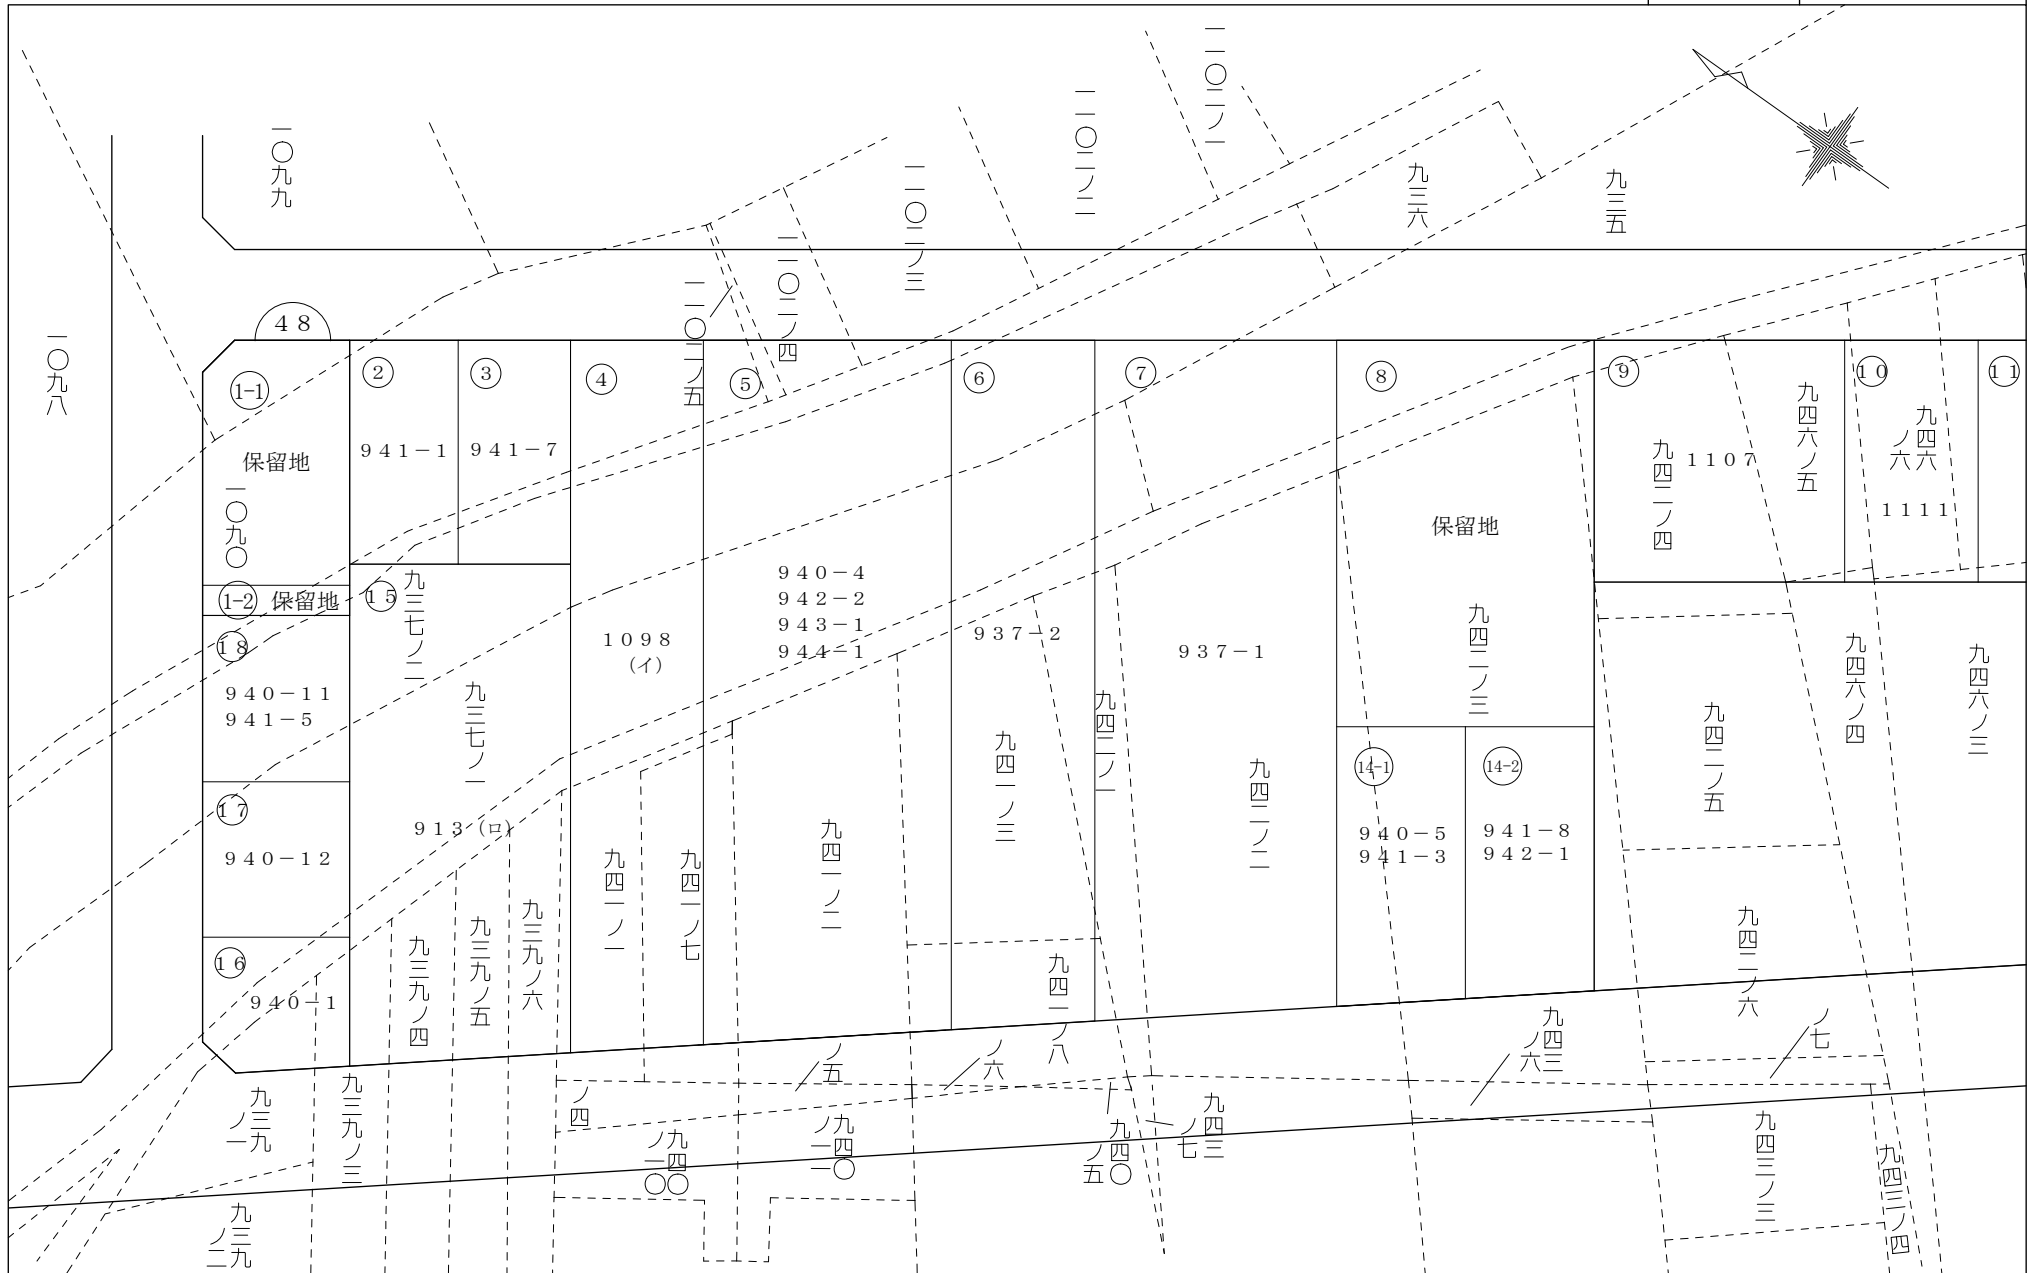 一〇九九
一一〇二ノ一
一一〇二ノ二
九三六
九三五
一一〇二ノ三
一一〇二ノ四
一一〇二ノ五
48
一〇九八
1-1
保留地
一〇九〇
2
941-1
3
941-7
4
5
6
7
8
9
10
11
保留地
1107
九四二ノ四
九四六ノ五
九四六ノ六
1111
1-2 保留地
15
九三七ノ二
18
940-11
941-5
1098
(イ)
940-4
942-2
943-1
944-1
937-2
937-1
九四二ノ三
九四六ノ四
九四六ノ三
九三七ノ一
九四二ノ一
九四一ノ三
九四二ノ二
九四二ノ五
17
940-12
913(ロ)
14-1
940-5
941-3
14-2
941-8
942-1
九四一ノ一
九四一ノ七
九四一ノ二
16
940-1
九三九ノ四
九三九ノ五
九三九ノ六
九四一ノ八
九四二ノ六
九三九ノ一
九三九ノ三
ノ四
ノ五
ノ六
九四三ノ六
ノ七
九四〇ノ一〇
九四〇ノ一一
九四〇ノ五
九四三ノ七
九四三ノ三
九四三ノ四
九三九ノ二